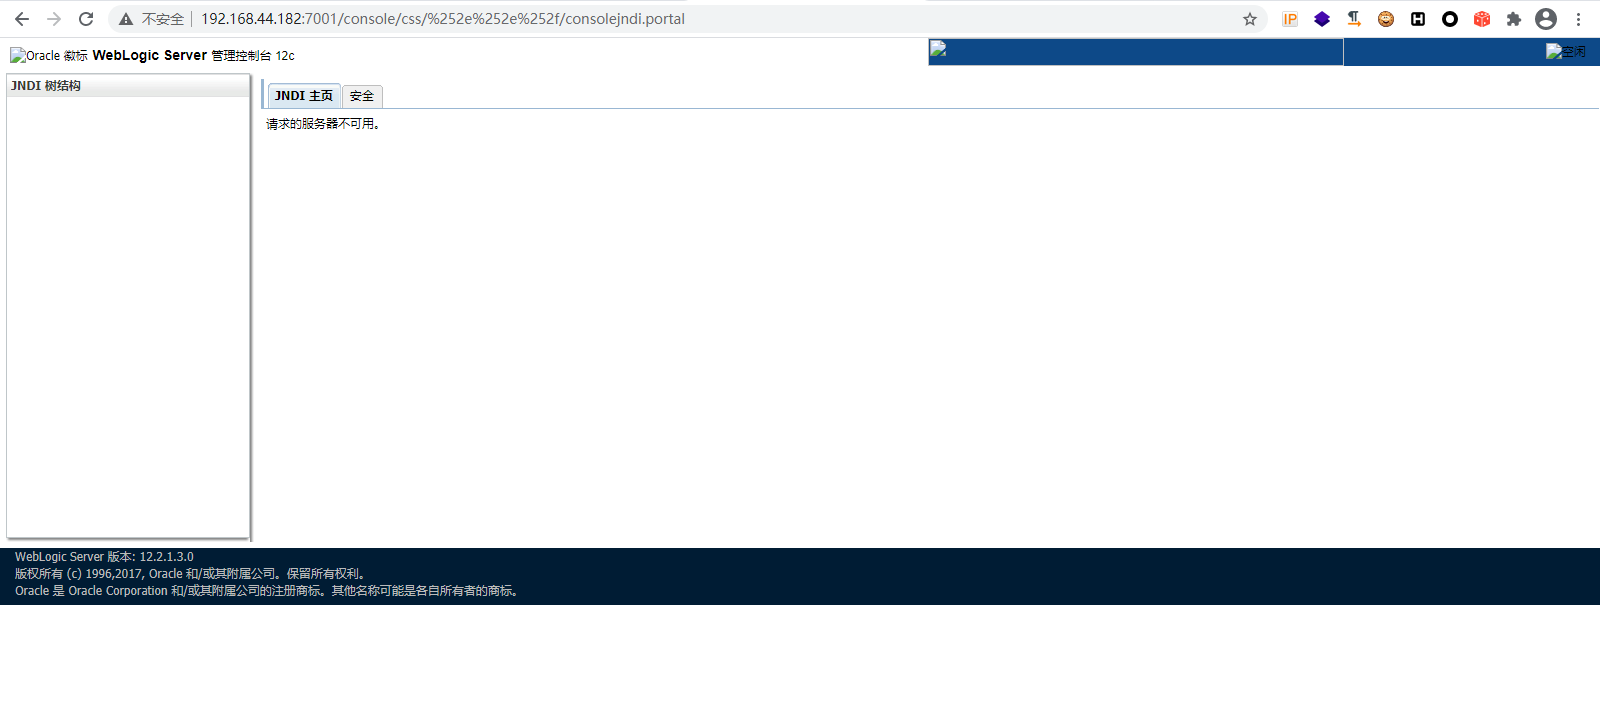 不安全 192.168.44.182:7001/console/css/%252e%252e%252f/consolejndi.portal
IP
Oracle 徽标 WebLogic Server 管理控制台 12c
空闲
JNDI 树结构
JNDI 主页 安全
请求的服务器不可用。
WebLogic Server 版本: 12.2.1.3.0
版权所有 (c) 1996,2017, Oracle 和/或其附属公司。保留所有权利。
Oracle 是 Oracle Corporation 和/或其附属公司的注册商标。其他名称可能是各自所有者的商标。